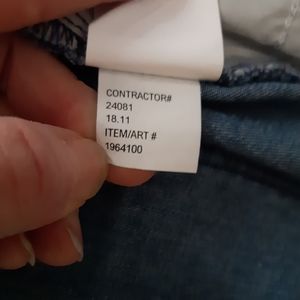 CONTRACTOR#
24081
18.11
ITEM/ART #
1964100